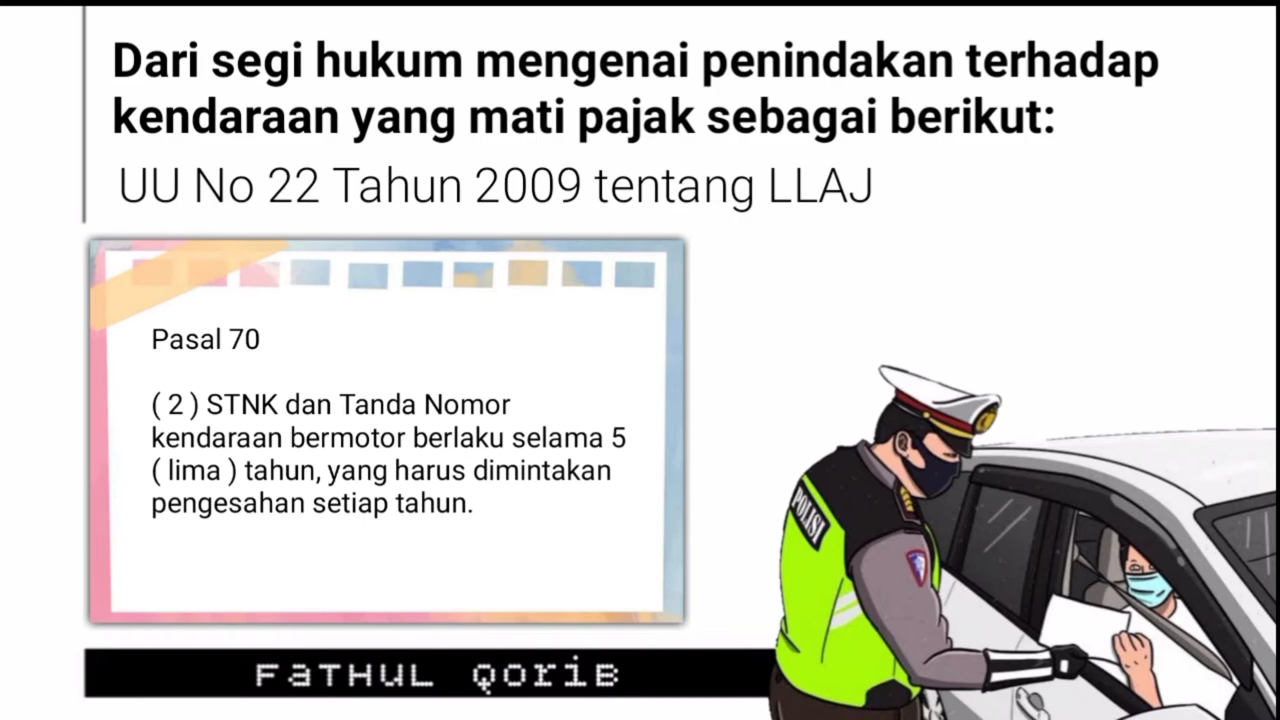 Dari segi hukum mengenai penindakan terhadap
kendaraan yang mati pajak sebagai berikut:
UU No 22 Tahun 2009 tentang LLAJ
Pasal 70
( 2 ) STNK dan Tanda Nomor
kendaraan bermotor berlaku selama 5
( lima ) tahun, yang harus dimintakan
pengesahan setiap tahun.
POLISI
FaTHuL QoriB